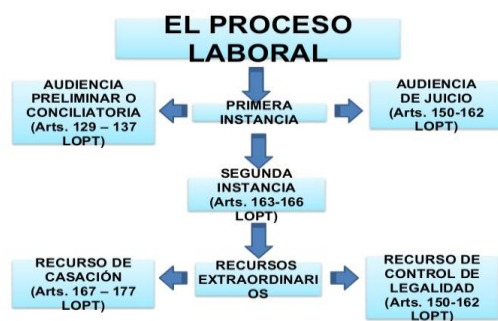 EL PROCESO
LABORAL
AUDIENCIA
PRELIMINAR O
CONCILIATORIA
(Arts. 129 – 137
LOPT)
PRIMERA
INSTANCIA
AUDIENCIA
DE JUICIO
(Arts. 150-162
LOPT)
SEGUNDA
INSTANCIA
(Arts. 163-166
LOPT)
RECURSO DE
CASACIÓN
(Arts. 167 – 177
LOPT)
RECURSOS
EXTRAORDINARI
OS
RECURSO DE
CONTROL DE
LEGALIDAD
(Arts. 150-162
LOPT)